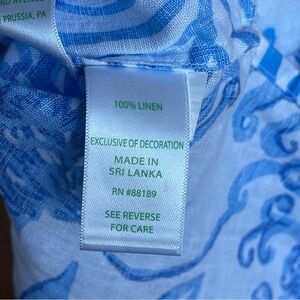 PRUSSIA, PA
100% LINEN
EXCLUSIVE OF DECORATION
MADE IN
SRI LANKA
RN #88189
SEE REVERSE
FOR CARE